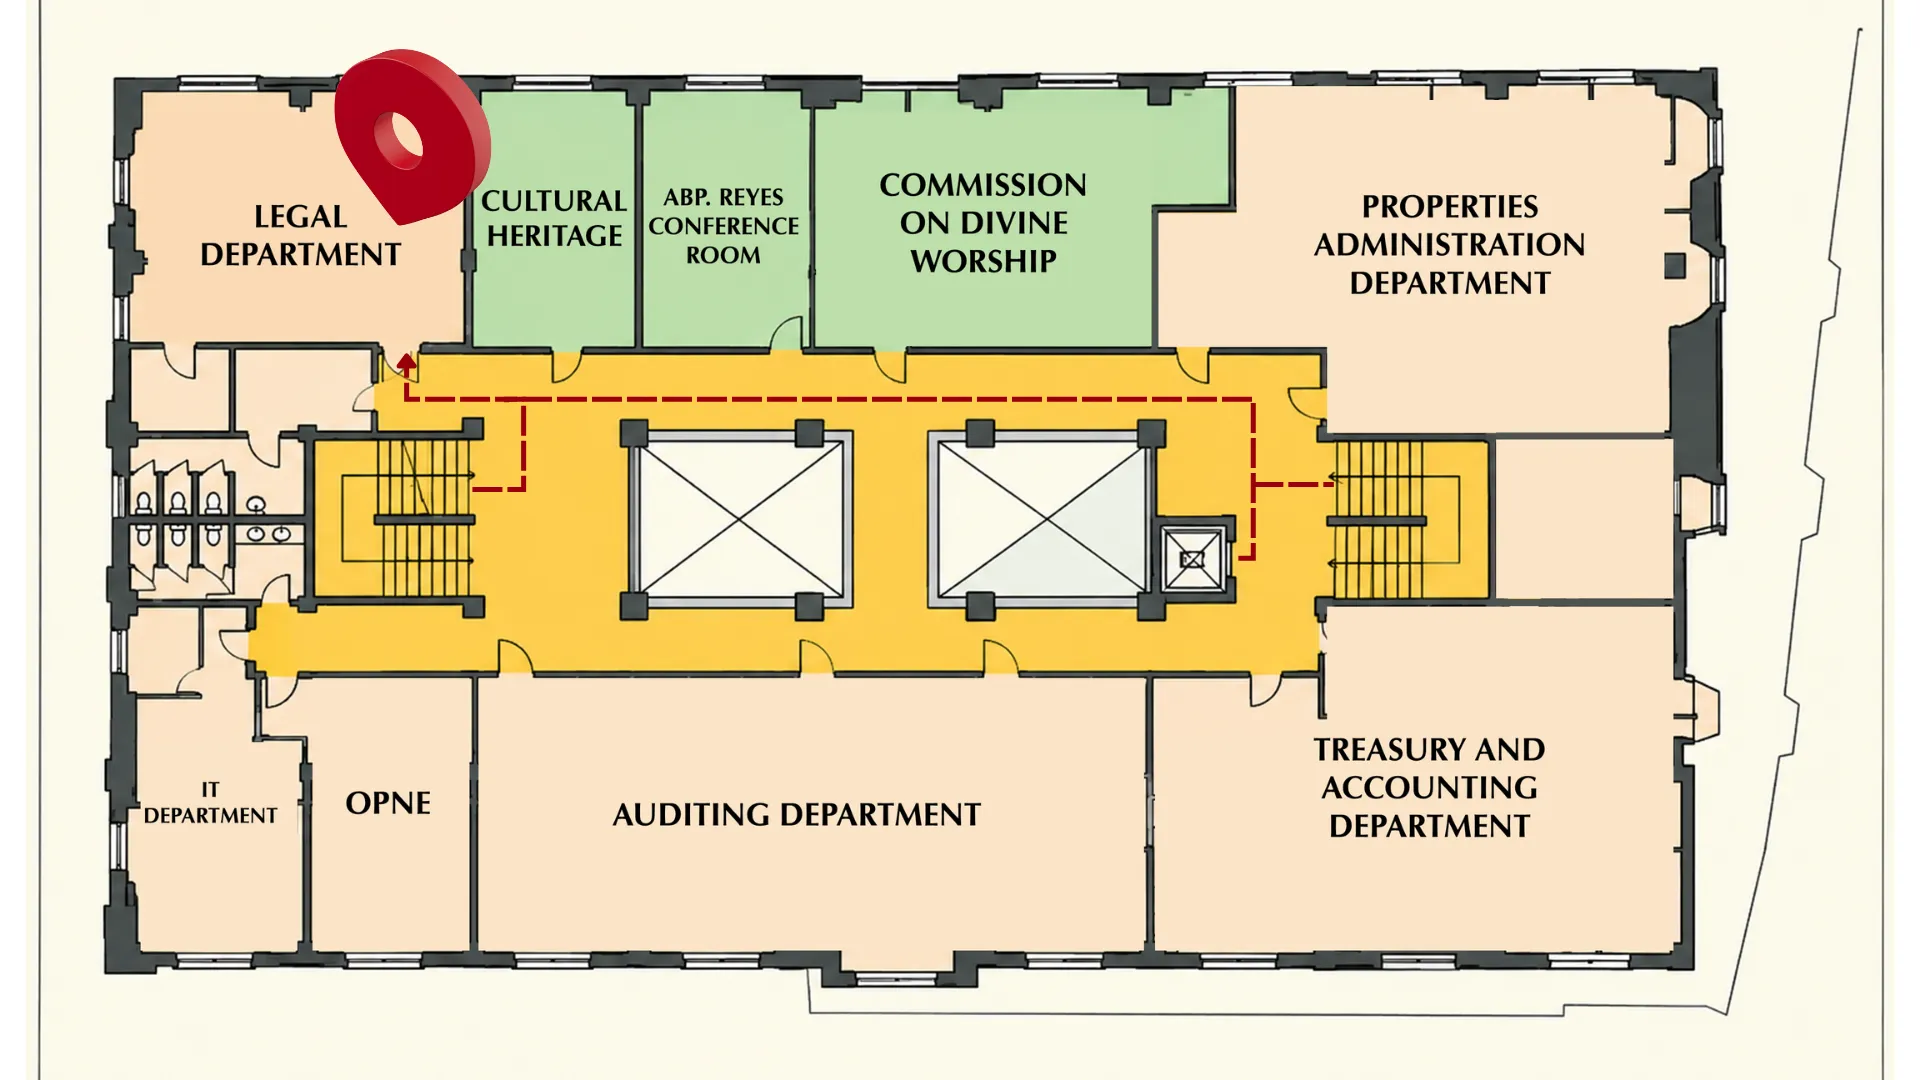 LEGAL
DEPARTMENT
CULTURAL
HERITAGE
ABP. REYES
CONFERENCE
ROOM
COMMISSION
ON DIVINE
WORSHIP
PROPERTIES
ADMINISTRATION
DEPARTMENT
IT
DEPARTMENT
OPNE
AUDITING DEPARTMENT
TREASURY AND
ACCOUNTING
DEPARTMENT